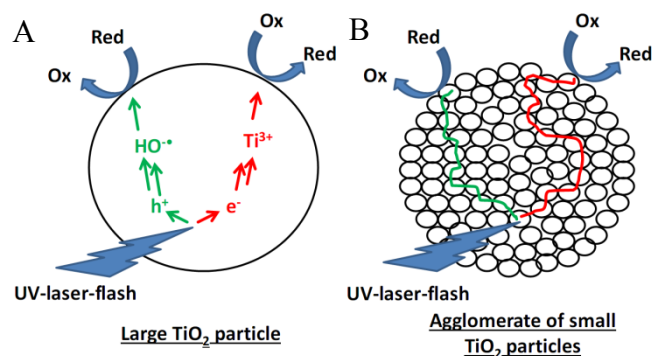 A
Red
Ox
Ox
Red
HO⁻•
Ti³⁺
h⁺
e⁻
UV-laser-flash
Large TiO₂ particle
B
Red
Ox
Ox
Red
UV-laser-flash
Agglomerate of small
TiO₂ particles